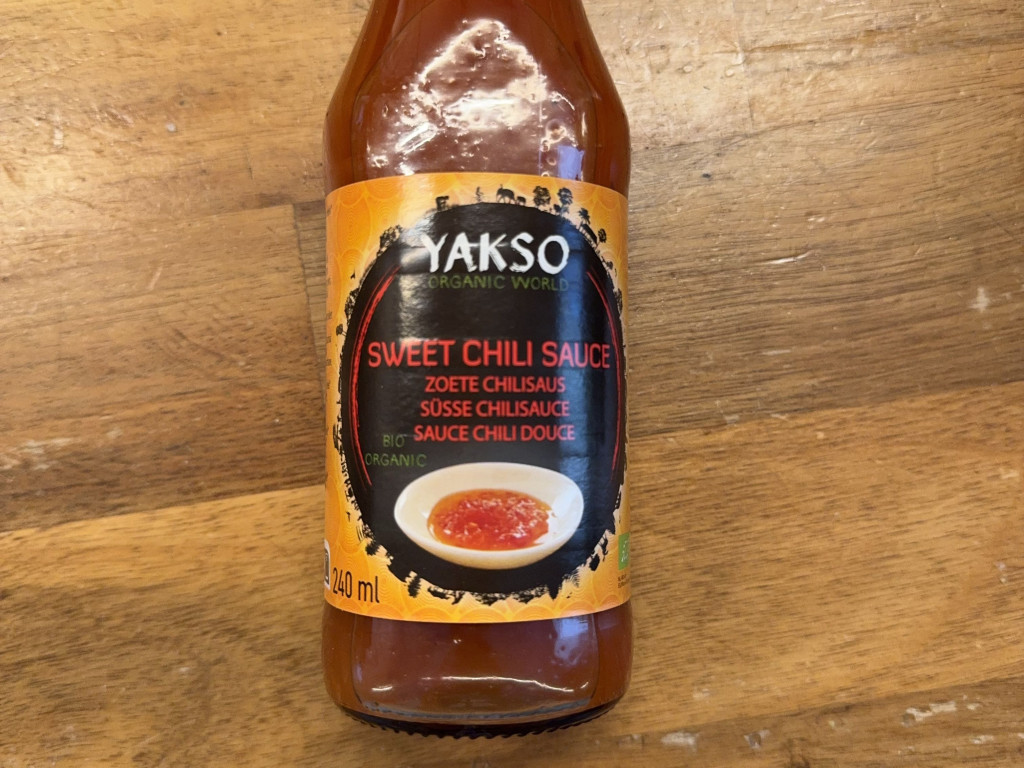 YAKSO
ORGANIC WORLD
SWEET CHILI SAUCE
ZOETE CHILISAUS
SÜSSE CHILISAUCE
SAUCE CHILI DOUCE
BIO
ORGANIC
240 ml